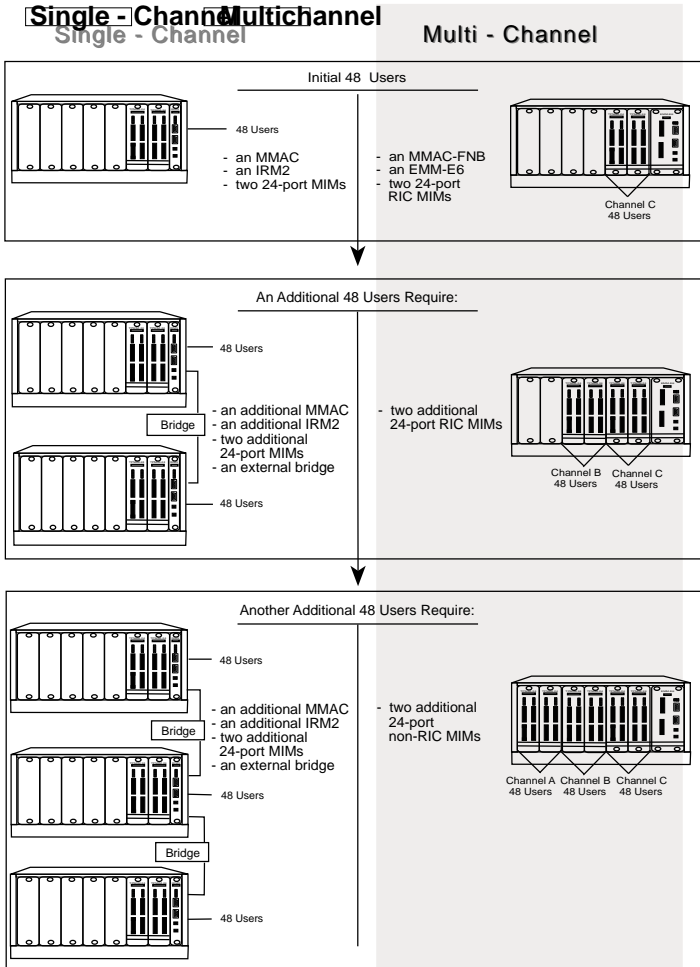 Single - Channel
Multichannel
Single - Channel
Multi - Channel
Initial 48 Users
48 Users
- an MMAC
- an IRM2
- two 24-port MIMs
- an MMAC-FNB
- an EMM-E6
- two 24-port
RIC MIMs
Channel C
48 Users
An Additional 48 Users Require:
48 Users
Bridge
- an additional MMAC
- an additional IRM2
- two additional
24-port MIMs
- an external bridge
48 Users
- two additional
24-port RIC MIMs
Channel B
48 Users
Channel C
48 Users
Another Additional 48 Users Require:
48 Users
Bridge
- an additional MMAC
- an additional IRM2
- two additional
24-port MIMs
- an external bridge
48 Users
Bridge
48 Users
- two additional
24-port
non-RIC MIMs
Channel A
48 Users
Channel B
48 Users
Channel C
48 Users